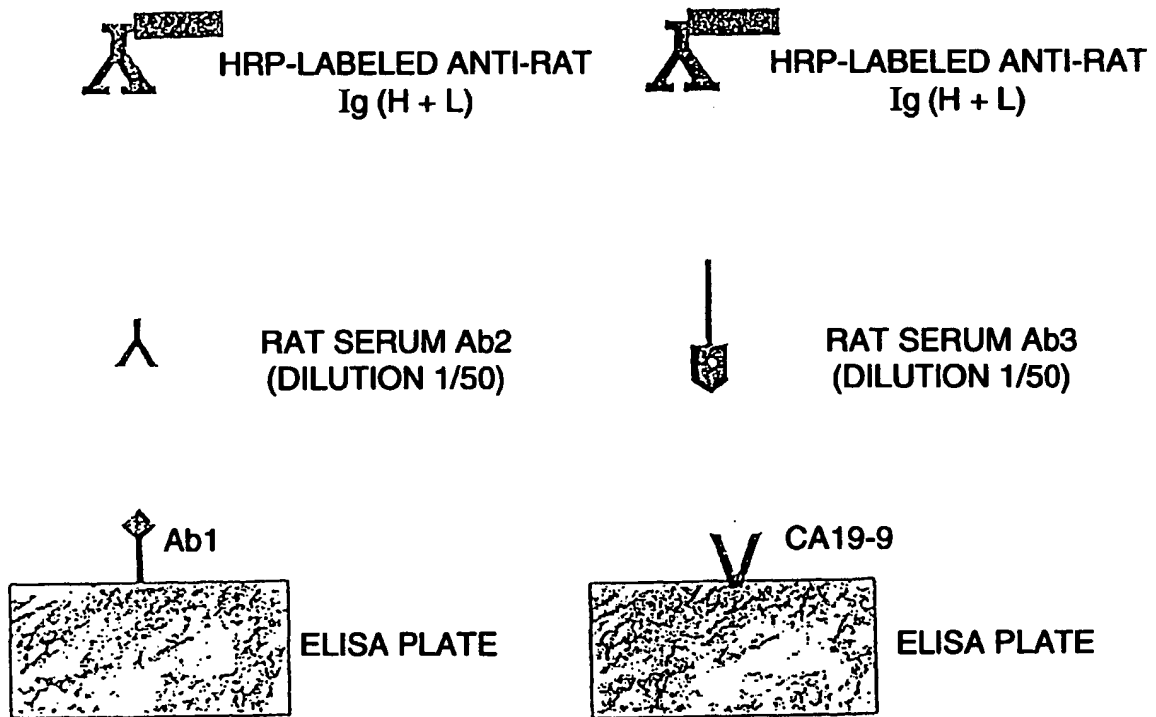 HRP-LABELED ANTI-RAT
Ig (H + L)
HRP-LABELED ANTI-RAT
Ig (H + L)
RAT SERUM Ab2
(DILUTION 1/50)
RAT SERUM Ab3
(DILUTION 1/50)
Ab1
CA19-9
ELISA PLATE
ELISA PLATE